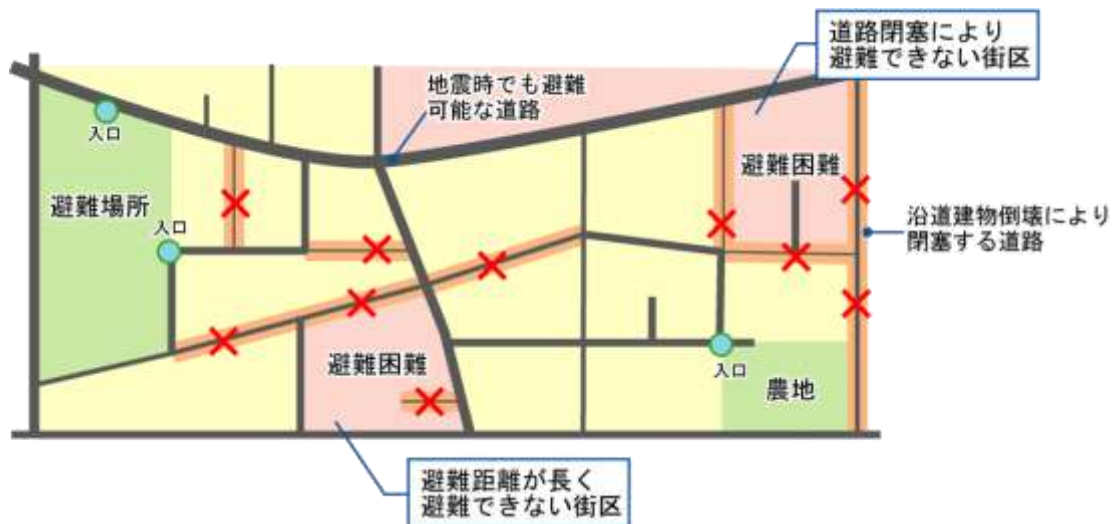 道路閉塞により
避難できない街区
地震時でも避難
可能な道路
入口
避難困難
避難場所
入口
沿道建物倒壊により
閉塞する道路
避難困難
入口
農地
避難距離が長く
避難できない街区